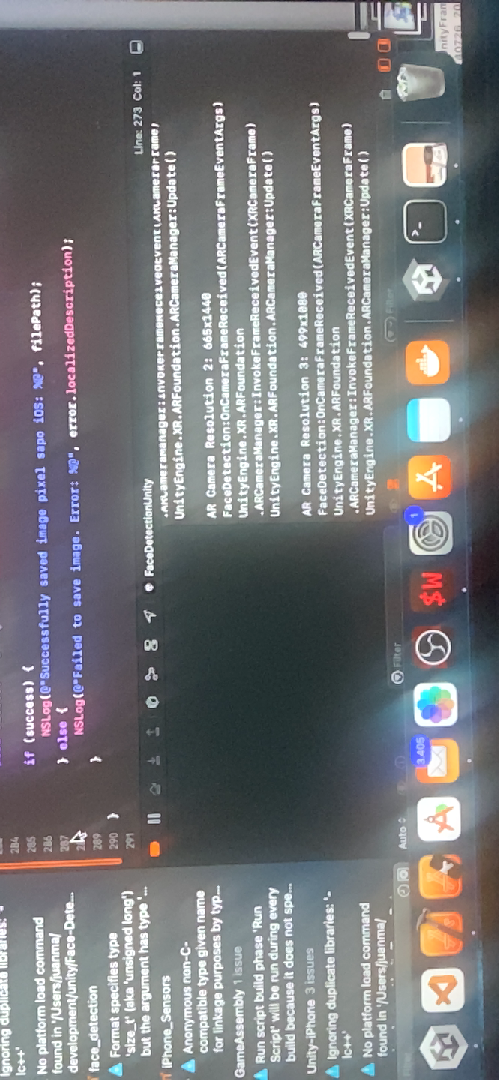 284
285 if (success) {
286 NSLog(@"Successfully saved image pixel sapo iOS: %@", filePath);
287 } else {
NSLog(@"Failed to save image. Error: %@", error.localizedDescription);
289 }
290 }
291
Line: 273 Col: 1
FaceDetectionUnity
UnityEngine.XR.ARFoundation.ARCameraManager:Update()
AR Camera Resolution 2: 665x1440
FaceDetection:OnCameraFrameReceived(ARCameraFrameEventArgs)
UnityEngine.XR.ARFoundation
.ARCameraManager:InvokeFrameReceivedEvent(XRCameraFrame)
UnityEngine.XR.ARFoundation.ARCameraManager:Update()
AR Camera Resolution 3: 499x1080
FaceDetection:OnCameraFrameReceived(ARCameraFrameEventArgs)
UnityEngine.XR.ARFoundation
.ARCameraManager:InvokeFrameReceivedEvent(XRCameraFrame)
UnityEngine.XR.ARFoundation.ARCameraManager:Update()
Auto
Filter
Filter
Ignoring duplicate libraries: '-
lc++'
No platform load command
found in '/Users/juanma/
development/unity/Face-Dete...
face_detection
Format specifies type
'size_t' (aka 'unsigned long')
but the argument has type '...
iPhone_Sensors
Anonymous non-C-
compatible type given name
for linkage purposes by typ...
GameAssembly 1 issue
Run script build phase 'Run
Script' will be run during every
build because it does not spe...
Unity-iPhone 3 issues
Ignoring duplicate libraries: '-
lc++'
No platform load command
found in '/Users/juanma/
3.405
M$
1
>_